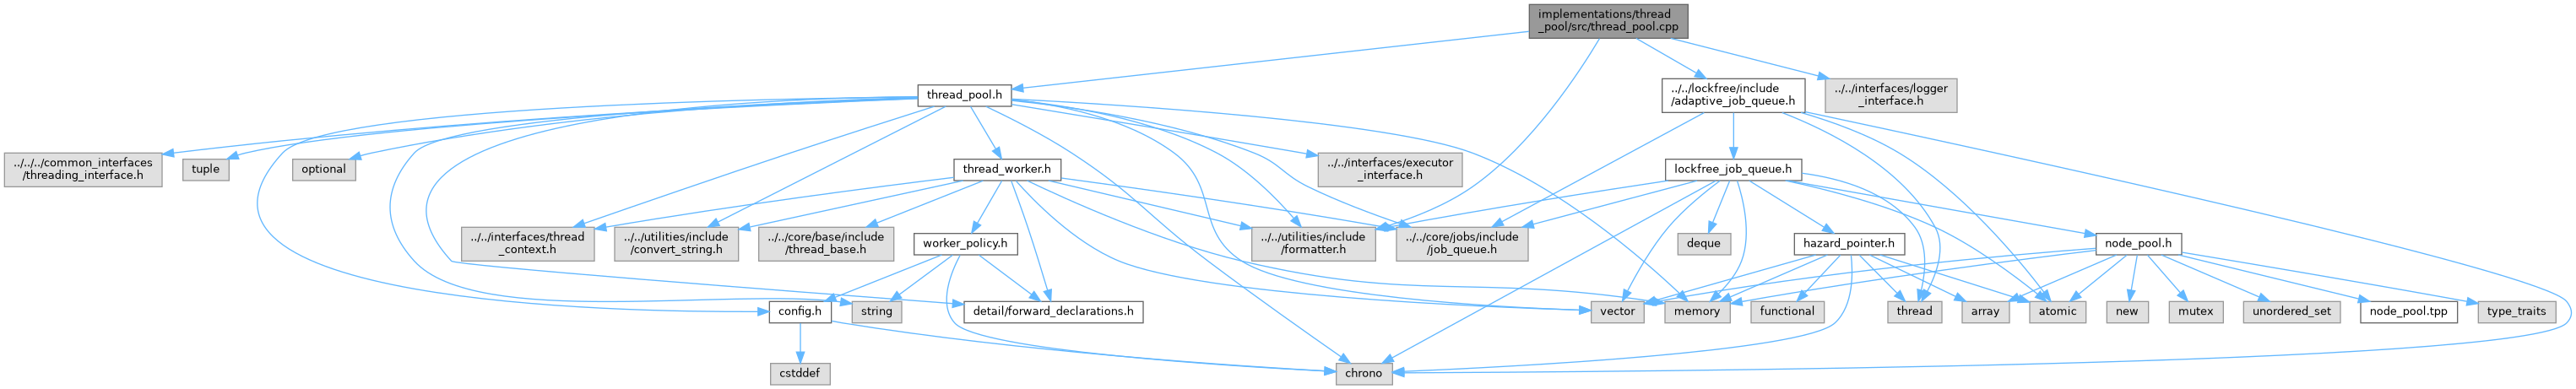 implementations/thread
_pool/src/thread_pool.cpp
thread_pool.h
../../lockfree/include
/adaptive_job_queue.h
../../interfaces/logger
_interface.h
../../../common_interfaces
/threading_interface.h
tuple
optional
thread_worker.h
../../interfaces/executor
_interface.h
lockfree_job_queue.h
../../interfaces/thread
_context.h
../../utilities/include
/convert_string.h
../../core/base/include
/thread_base.h
worker_policy.h
../../utilities/include
/formatter.h
../../core/jobs/include
/job_queue.h
deque
hazard_pointer.h
node_pool.h
config.h
string
detail/forward_declarations.h
vector
memory
functional
thread
array
atomic
new
mutex
unordered_set
node_pool.tpp
type_traits
cstddef
chrono